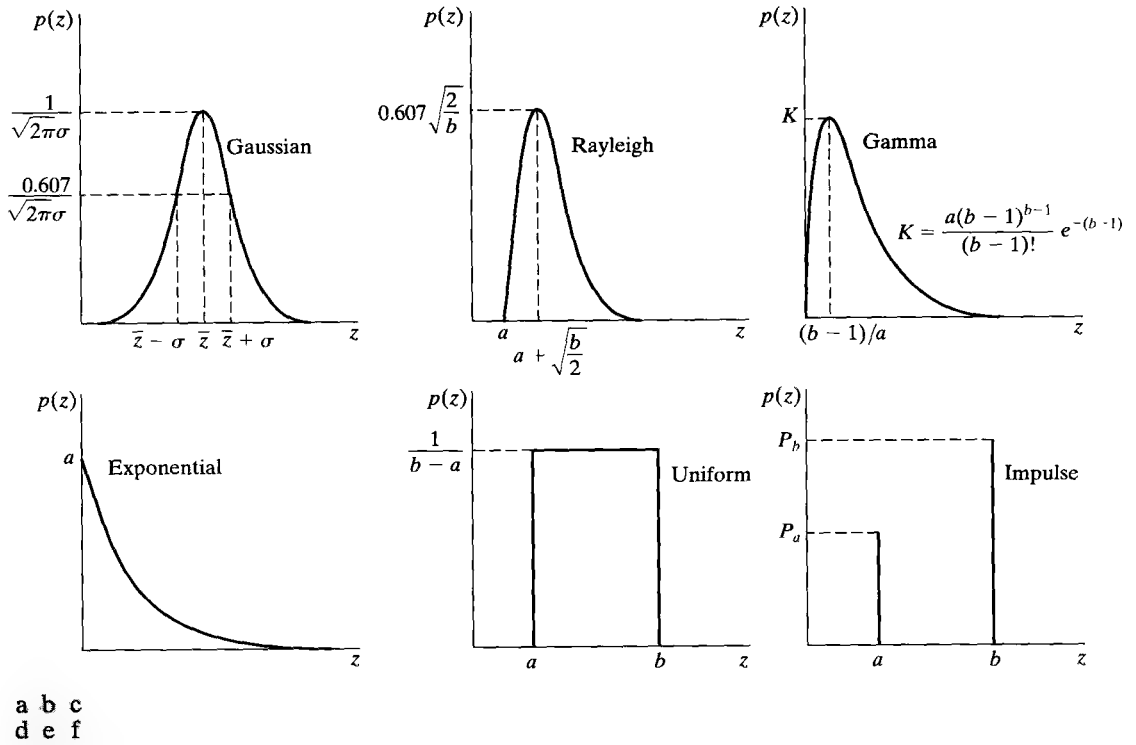 p(z)
1/√2πσ
0.607/√2πσ
Gaussian
z̄ − σ z̄ z̄ + σ z
p(z)
0.607√2/b
Rayleigh
a z
a + √b/2
p(z)
K
Gamma
K = a(b − 1)^{b−1}/(b − 1)! e^{−(b−1)}
(b − 1)/a z
p(z)
a
Exponential
z
p(z)
1/b − a
Uniform
a b z
p(z)
P_b
Impulse
P_a
a b z
a b c
d e f